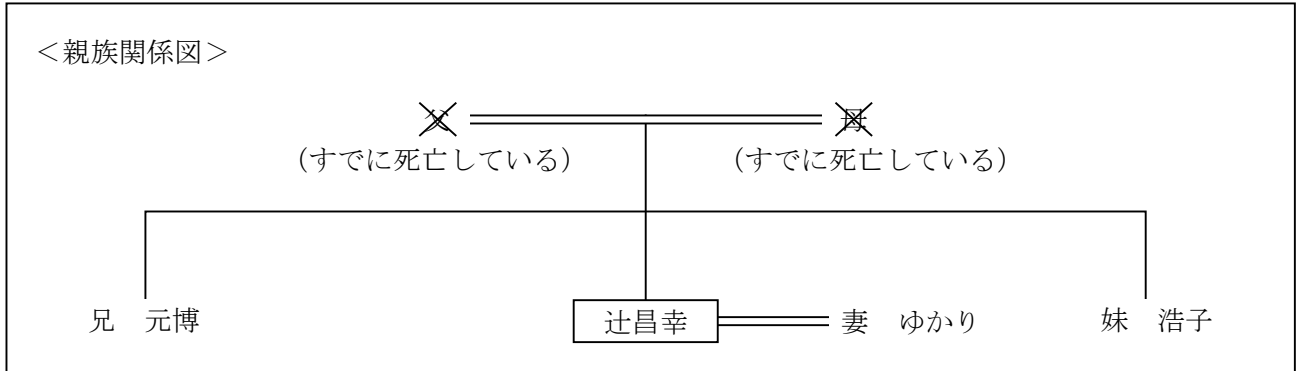 ＜親族関係図＞
父 母
（すでに死亡している） （すでに死亡している）
兄　元博 辻昌幸 妻　ゆかり 妹　浩子